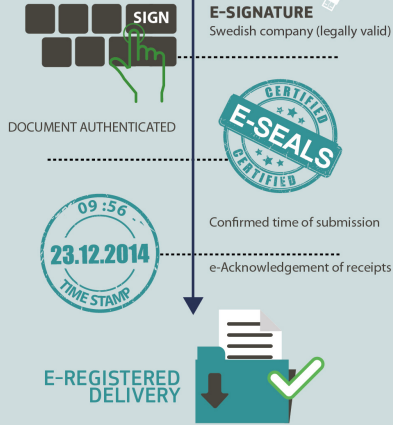 SIGN
E-SIGNATURE
Swedish company (legally valid)
DOCUMENT AUTHENTICATED
CERTIFIED
E-SEALS
CERTIFIED
09:56
23.12.2014
TIME STAMP
Confirmed time of submission
e-Acknowledgement of receipts
E-REGISTERED
DELIVERY